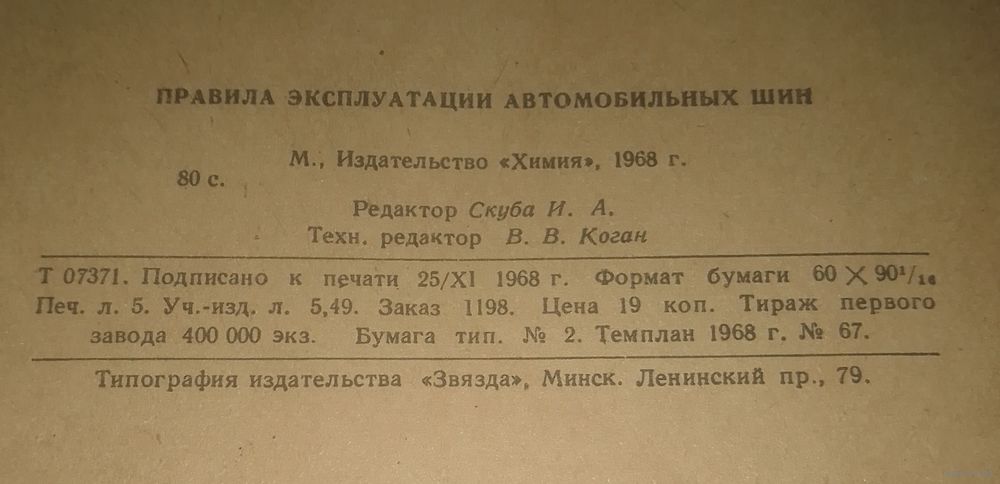 ПРАВИЛА ЭКСПЛУАТАЦИИ АВТОМОБИЛЬНЫХ ШИН
М., Издательство «Химия», 1968 г.
80 с.
Редактор Скуба И. А.
Техн. редактор В. В. Коган
Т 07371. Подписано к печати 25/XI 1968 г. Формат бумаги 60 × 90¹/₁₆
Печ. л. 5. Уч.-изд. л. 5,49. Заказ 1198. Цена 19 коп. Тираж первого
завода 400 000 экз. Бумага тип. № 2. Темплан 1968 г. № 67.
Типография издательства «Звязда», Минск. Ленинский пр., 79.